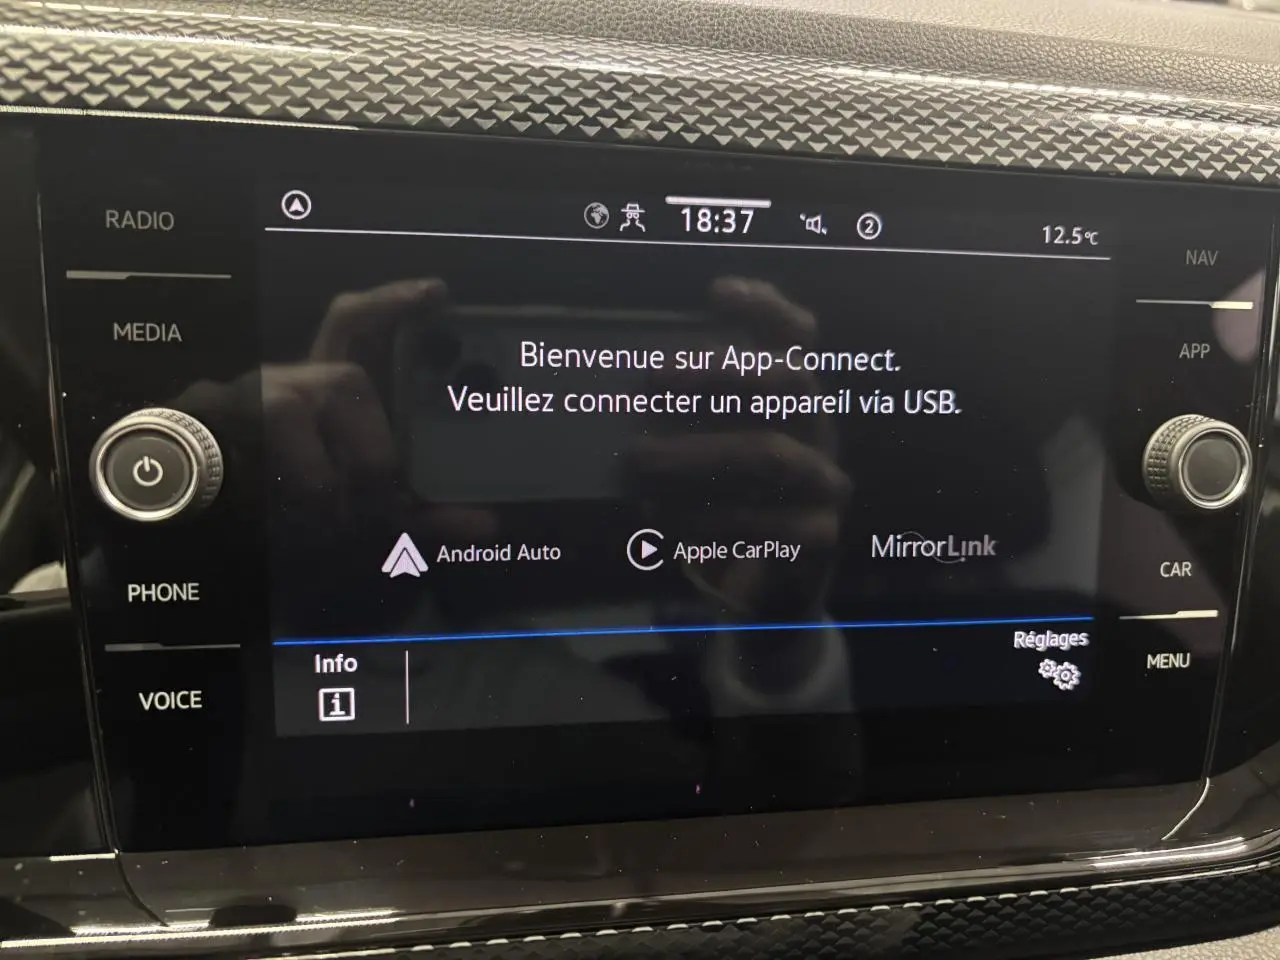 RADIO
MEDIA
PHONE
VOICE
18:37
2
12.5°C
Bienvenue sur App-Connect.
Veuillez connecter un appareil via USB.
Android Auto
Apple CarPlay
MirrorLink
Info
i
Réglages
NAV
APP
CAR
MENU